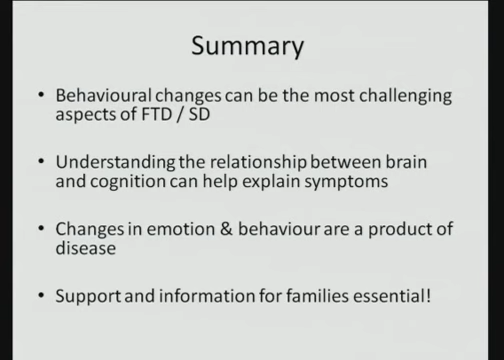 Summary
• Behavioural changes can be the most challenging
aspects of FTD / SD
• Understanding the relationship between brain
and cognition can help explain symptoms
• Changes in emotion & behaviour are a product of
disease
• Support and information for families essential!